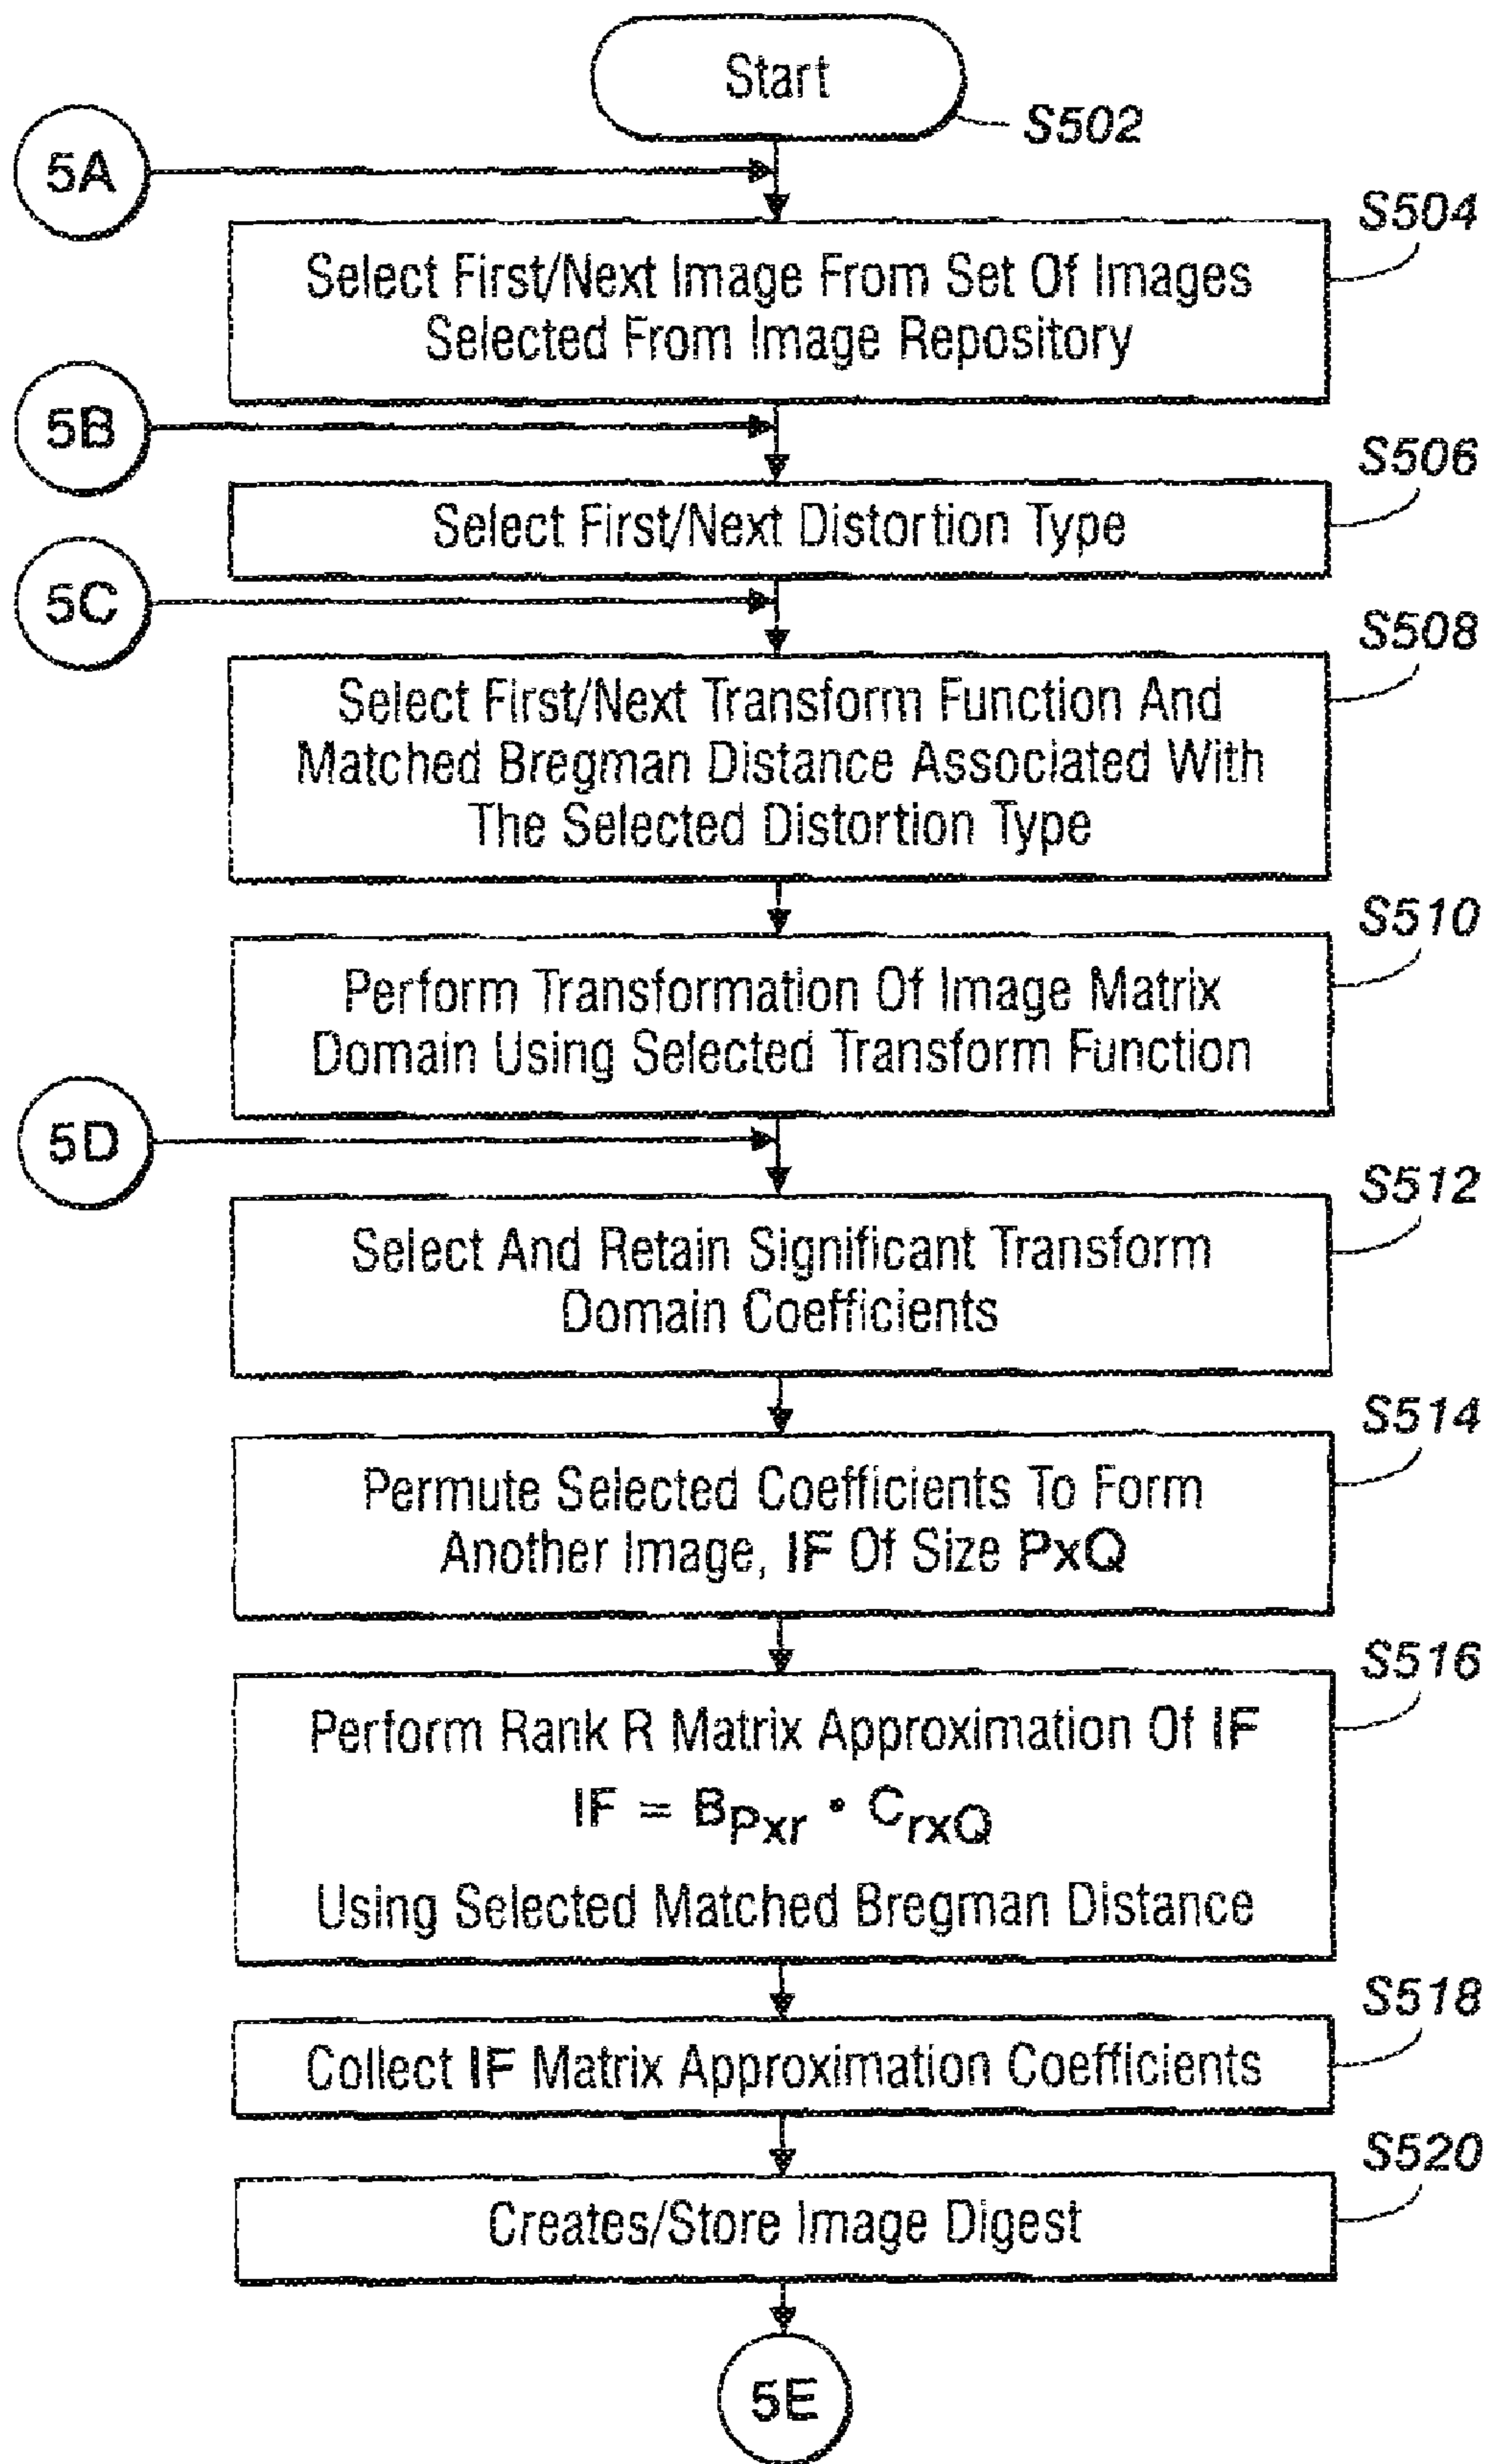 Start
S502
5A
S504
Select First/Next Image From Set Of Images
Selected From Image Repository
5B
S506
Select First/Next Distortion Type
5C
S508
Select First/Next Transform Function And
Matched Bregman Distance Associated With
The Selected Distortion Type
S510
Perform Transformation Of Image Matrix
Domain Using Selected Transform Function
5D
S512
Select And Retain Significant Transform
Domain Coefficients
S514
Permute Selected Coefficients To Form
Another Image, IF Of Size PxQ
S516
Perform Rank R Matrix Approximation Of IF
IF = BPxr • CrxQ
Using Selected Matched Bregman Distance
S518
Collect IF Matrix Approximation Coefficients
S520
Creates/Store Image Digest
5E